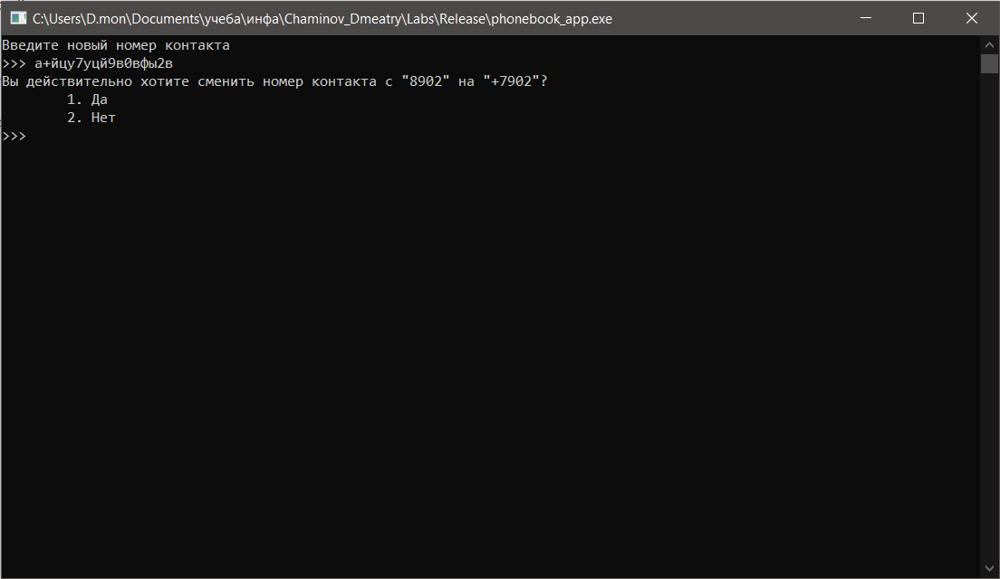 C:\Users\D.mon\Documents\учеба\инфа\Chaminov_Dmeatry\Labs\Release\phonebook_app.exe
Введите новый номер контакта
>>> а+йцу7уцй9в0вфы2в
Вы действительно хотите сменить номер контакта с "8902" на "+7902"?
1. Да
2. Нет
>>>